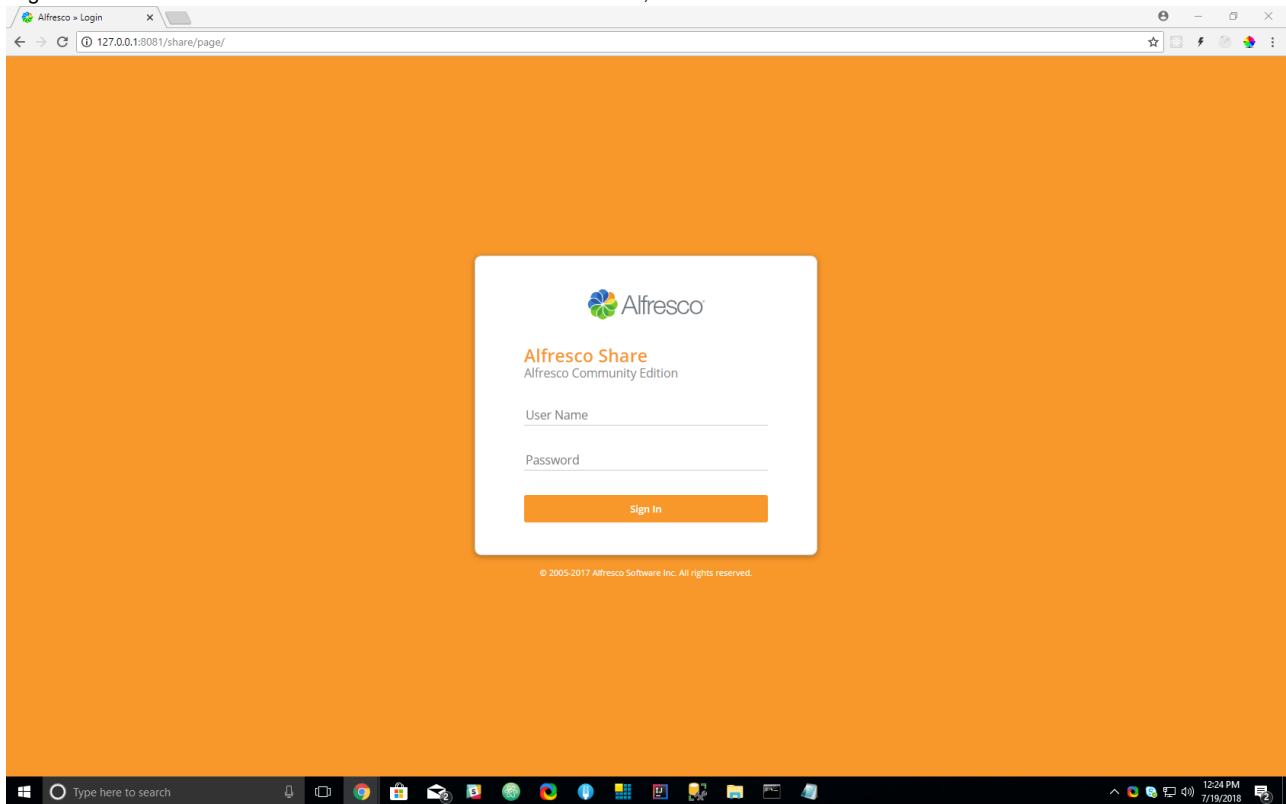 Alfresco » Login
127.0.0.1:8081/share/page/
Alfresco
Alfresco Share
Alfresco Community Edition
User Name
Password
Sign In
© 2005-2017 Alfresco Software Inc. All rights reserved.
Type here to search
2
12:24 PM
7/19/2018
2